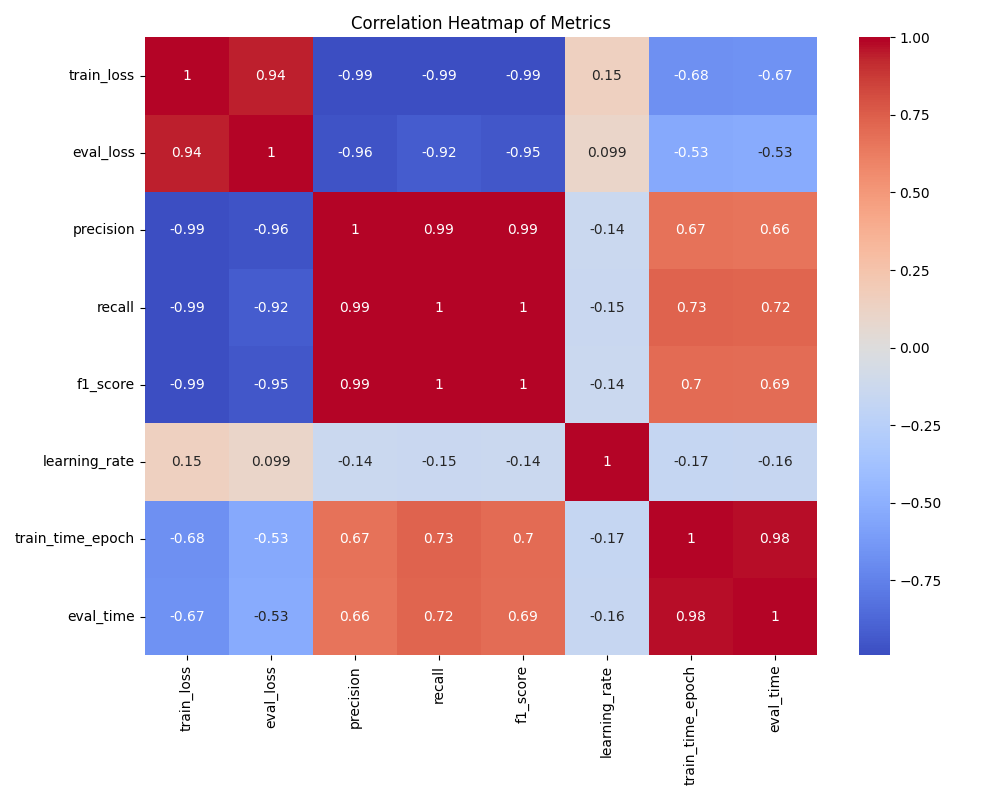 Correlation Heatmap of Metrics
train_loss 1 0.94 -0.99 -0.99 -0.99 0.15 -0.68 -0.67
eval_loss 0.94 1 -0.96 -0.92 -0.95 0.099 -0.53 -0.53
precision -0.99 -0.96 1 0.99 0.99 -0.14 0.67 0.66
recall -0.99 -0.92 0.99 1 1 -0.15 0.73 0.72
f1_score -0.99 -0.95 0.99 1 1 -0.14 0.7 0.69
learning_rate 0.15 0.099 -0.14 -0.15 -0.14 1 -0.17 -0.16
train_time_epoch -0.68 -0.53 0.67 0.73 0.7 -0.17 1 0.98
eval_time -0.67 -0.53 0.66 0.72 0.69 -0.16 0.98 1
train_loss
eval_loss
precision
recall
f1_score
learning_rate
train_time_epoch
eval_time
1.00
0.75
0.50
0.25
0.00
−0.25
−0.50
−0.75